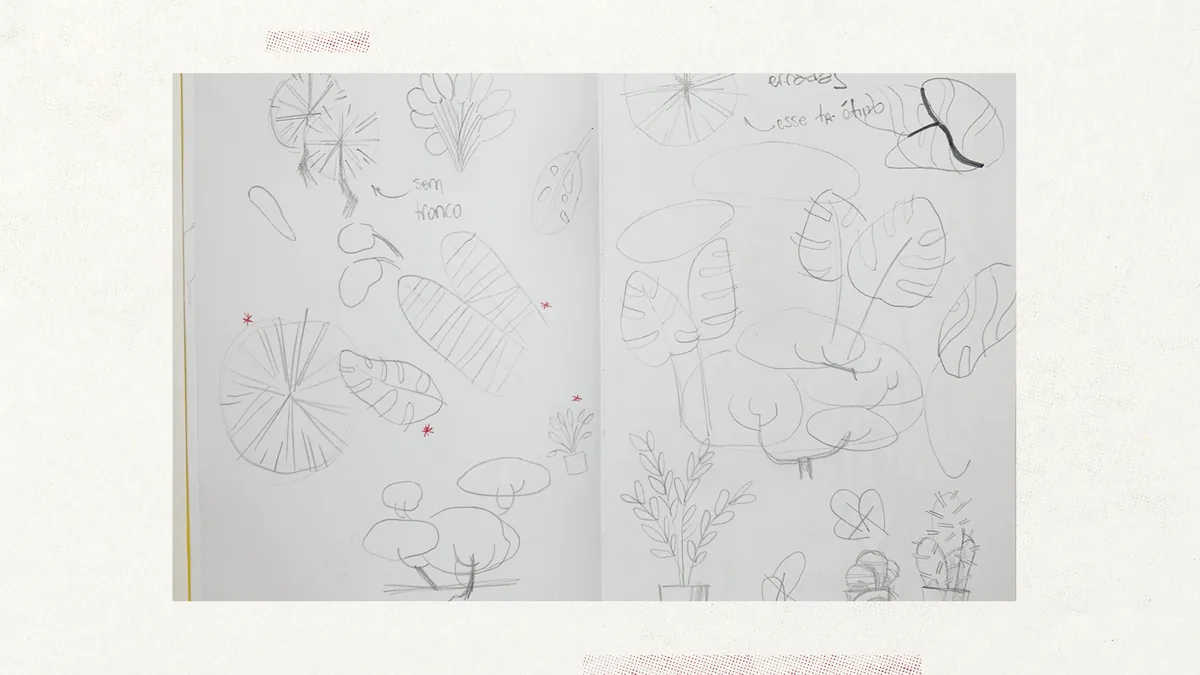 sem
tronco
esse tá ótimo